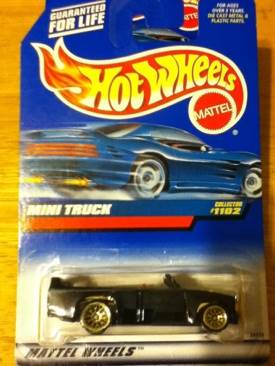 GUARANTEED
FOR LIFE
FOR AGES
OVER 3 YEARS
DIE CAST METAL &
PLASTIC PARTS.
Hot Wheels
MATTEL
MINI TRUCK
COLLECTOR
#1102
MATTEL WHEELS™